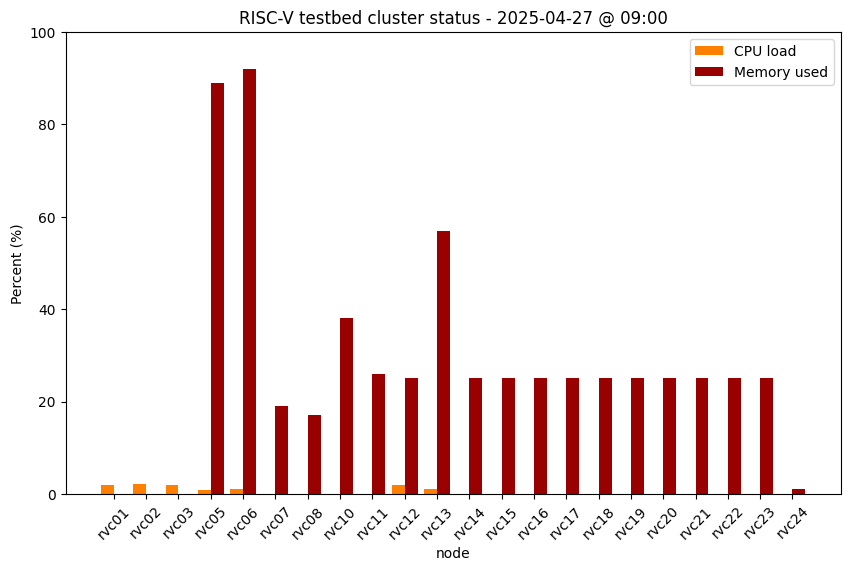 RISC-V testbed cluster status - 2025-04-27 @ 09:00
CPU load
Memory used
Percent (%)
100
80
60
40
20
0
rvc01 rvc02 rvc03 rvc05 rvc06 rvc07 rvc08 rvc10 rvc11 rvc12 rvc13 rvc14 rvc15 rvc16 rvc17 rvc18 rvc19 rvc20 rvc21 rvc22 rvc23 rvc24
node